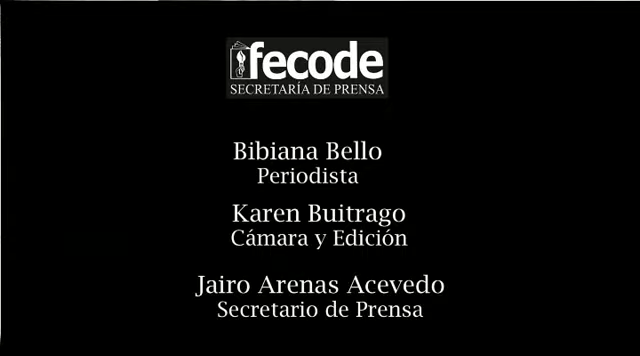 fecode
SECRETARÍA DE PRENSA
Bibiana Bello
Periodista
Karen Buitrago
Cámara y Edición
Jairo Arenas Acevedo
Secretario de Prensa